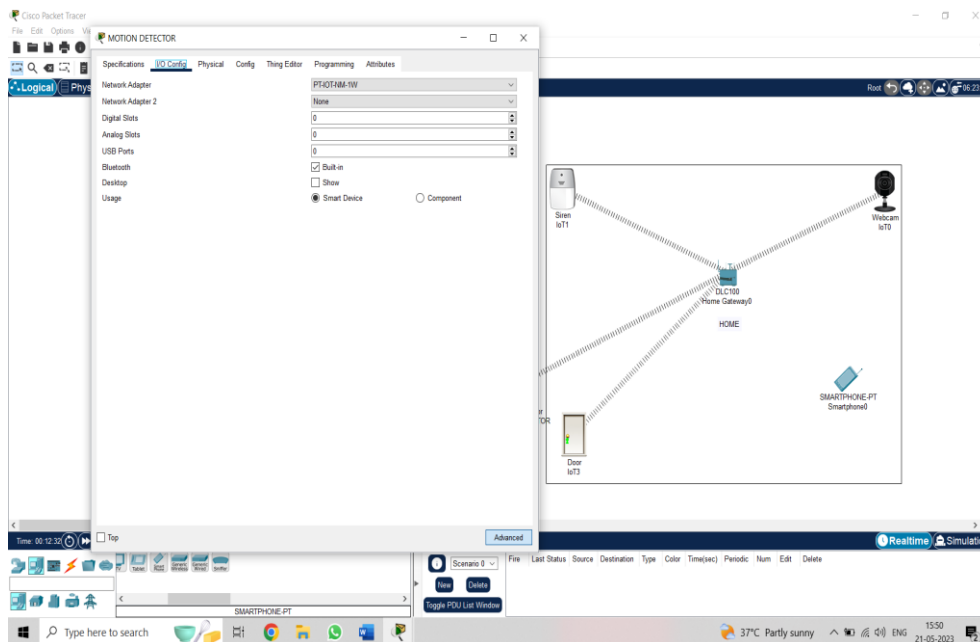 Cisco Packet Tracer
File Edit Options
MOTION DETECTOR
Specifications I/O Config Physical Config Thing Editor Programming Attributes
Network Adapter PT-IOT-NM-1W
Network Adapter 2 None
Digital Slots 0
Analog Slots 0
USB Ports 0
Bluetooth Built-in
Desktop Show
Usage Smart Device Component
Top
Advanced
Logical
Root
Siren
IoT1
Webcam
IoT0
DLC100
Home Gateway0
HOME
SMARTPHONE-PT
Smartphone0
Door
IoT3
Time: 00:12:32
Realtime
Scenario 0
Fire Last Status Source Destination Type Color Time(sec) Periodic Num Edit Delete
New Delete
Toggle PDU List Window
SMARTPHONE-PT
Type here to search
37°C Partly sunny
ENG
15:50
21-05-2023